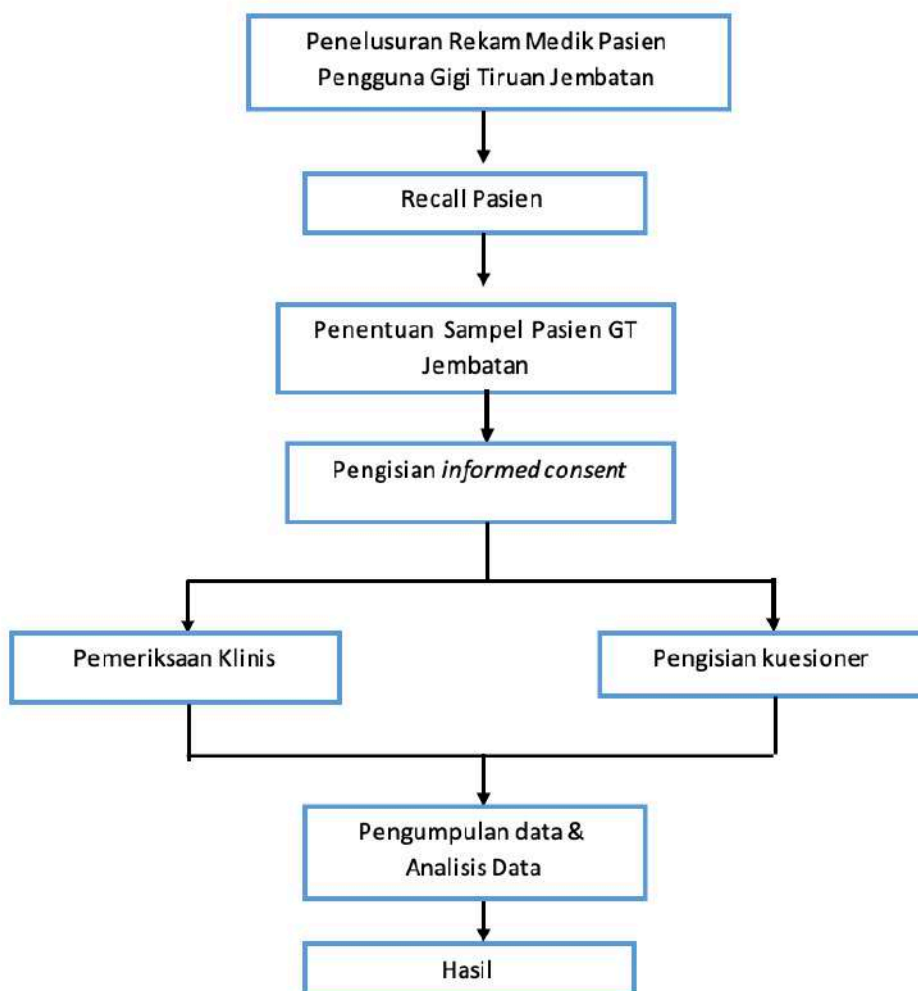 Penelusuran Rekam Medik Pasien
Pengguna Gigi Tiruan Jembatan
Recall Pasien
Penentuan Sampel Pasien GT
Jembatan
Pengisian informed consent
Pemeriksaan Klinis
Pengisian kuesioner
Pengumpulan data &
Analisis Data
Hasil